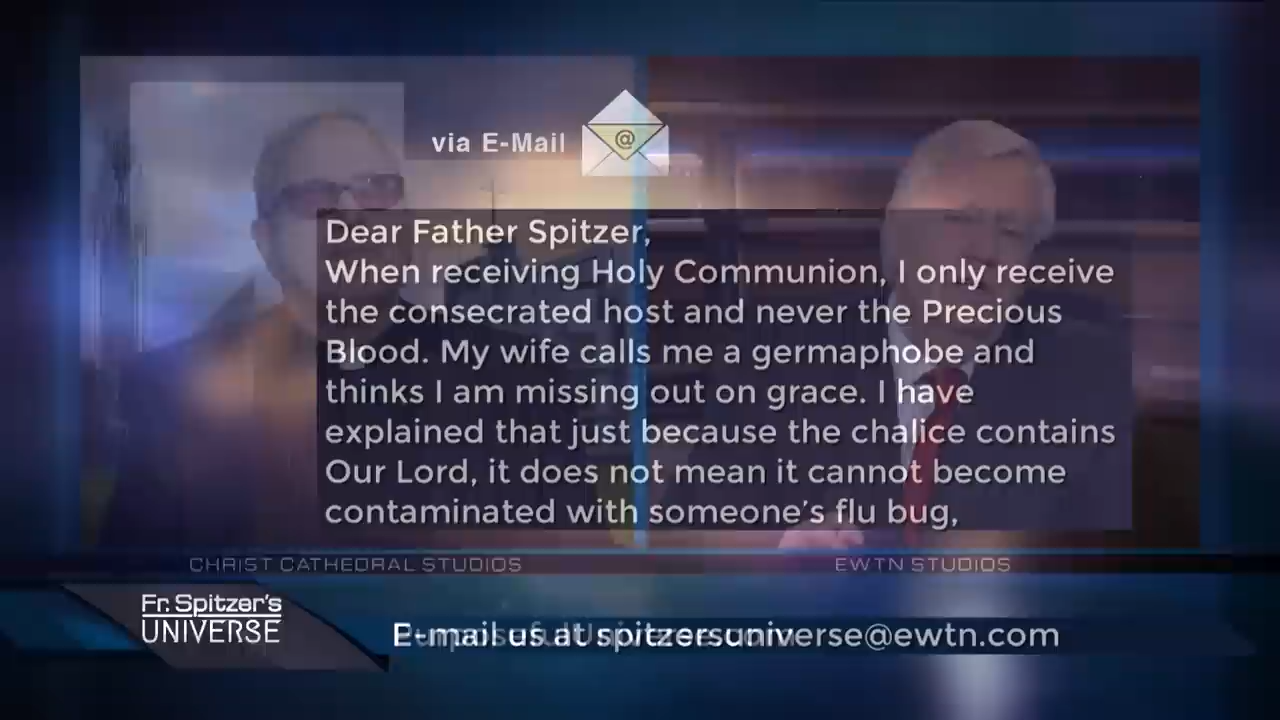 via E-Mail
@
Dear Father Spitzer,
When receiving Holy Communion, I only receive
the consecrated host and never the Precious
Blood. My wife calls me a germaphobe and
thinks I am missing out on grace. I have
explained that just because the chalice contains
Our Lord, it does not mean it cannot become
contaminated with someone's flu bug,
CHRIST CATHEDRAL STUDIOS
EWTN STUDIOS
Fr. Spitzer's
UNIVERSE
E-mail us at spitzersuniverse@ewtn.com